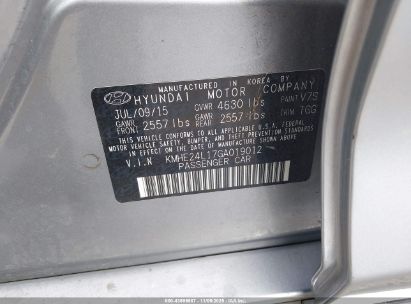 MANUFACTURED IN KOREA BY
HYUNDAI MOTOR COMPANY
JUL/09/15 GVWR 4630 lbs PAINT V7S
GAWR FRONT 2557 lbs GAWR REAR 2557 lbs TRIM TGG
THIS VEHICLE CONFORMS TO ALL APPLICABLE U.S.A. FEDERAL
MOTOR VEHICLE SAFETY, BUMPER, AND THEFT PREVENTION
STANDARDS IN EFFECT ON THE DATE OF MANUFACTURE SHOWN ABOVE.
V.I.N KMHE24L17GA019012
PASSENGER CAR